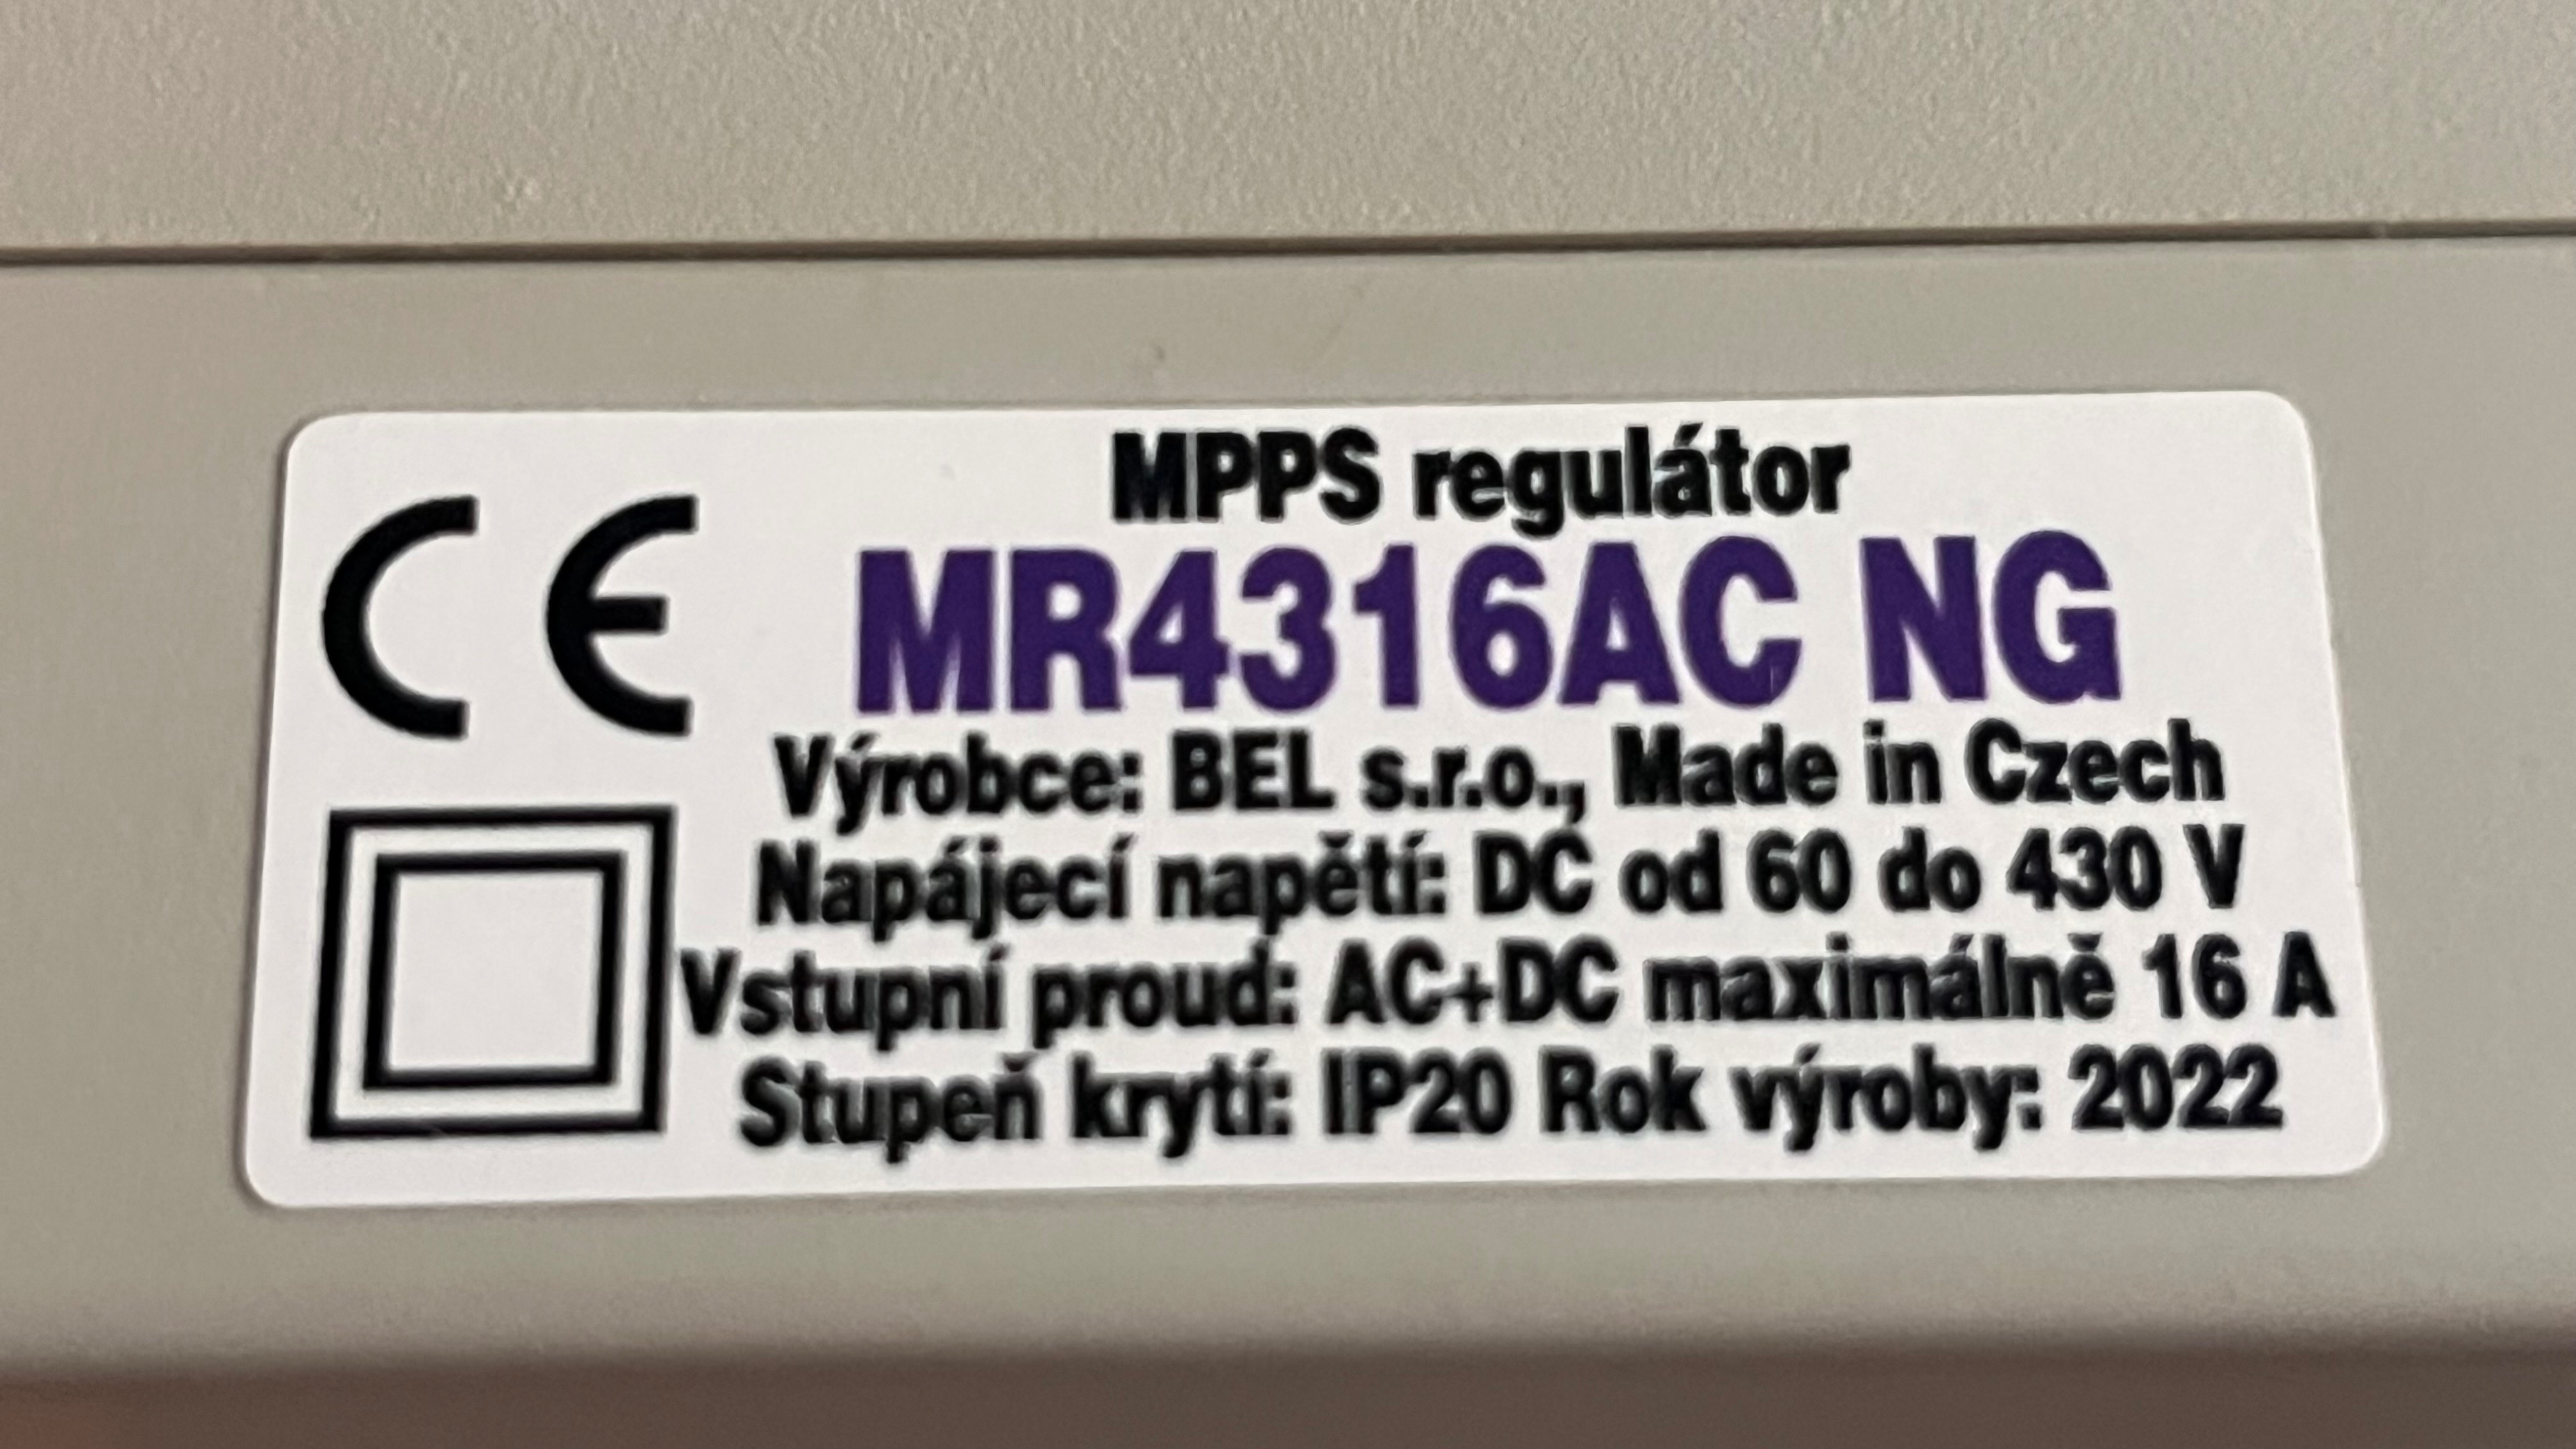 CE
MPPS regulátor
MR4316AC NG
Výrobce: BEL s.r.o., Made in Czech
Napájecí napětí: DC od 60 do 430 V
Vstupní proud: AC+DC maximálně 16 A
Stupeň krytí: IP20 Rok výroby: 2022